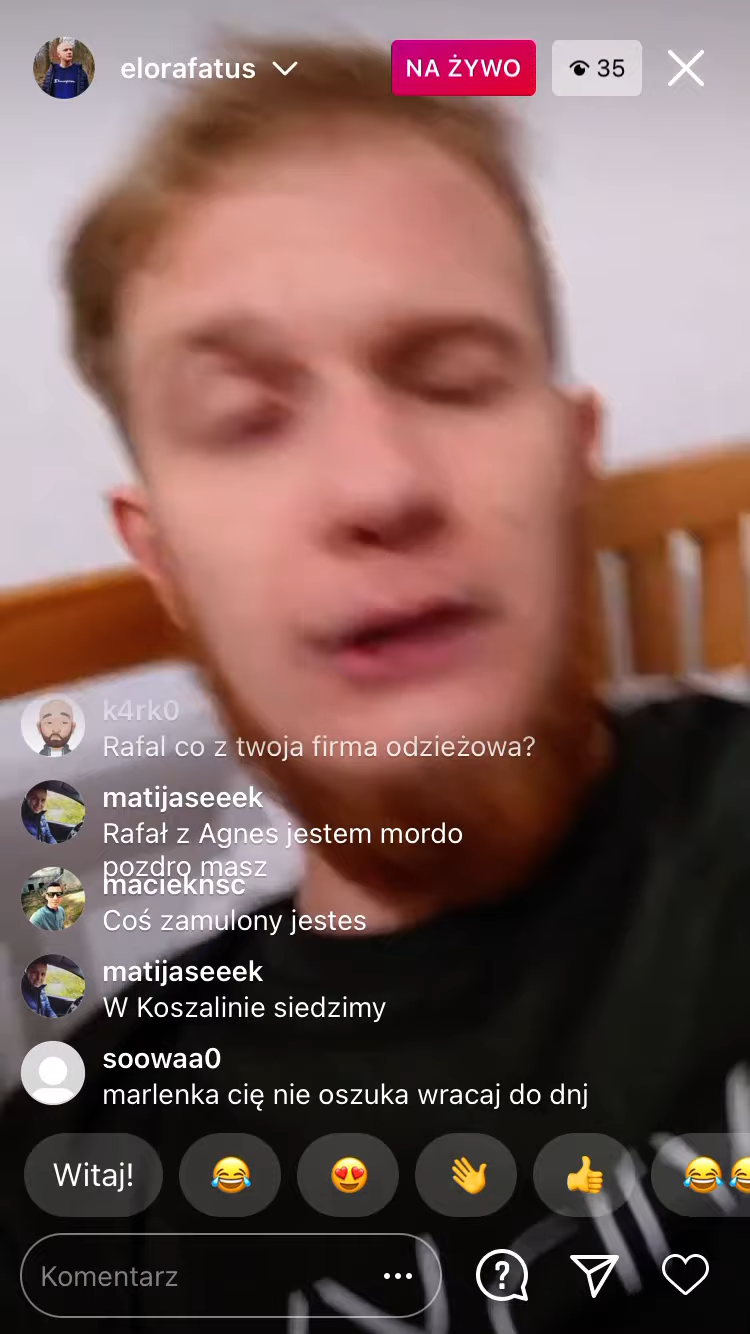 elorafatus
NA ŻYWO
35
k4rk0
Rafal co z twoja firma odzieżowa?
matijaseeek
Rafał z Agnes jestem mordo
pozdro masz
macieknsc
Coś zamulony jestes
matijaseeek
W Koszalinie siedzimy
soowaa0
marlenka cię nie oszuka wracaj do dnj
Witaj!
Komentarz